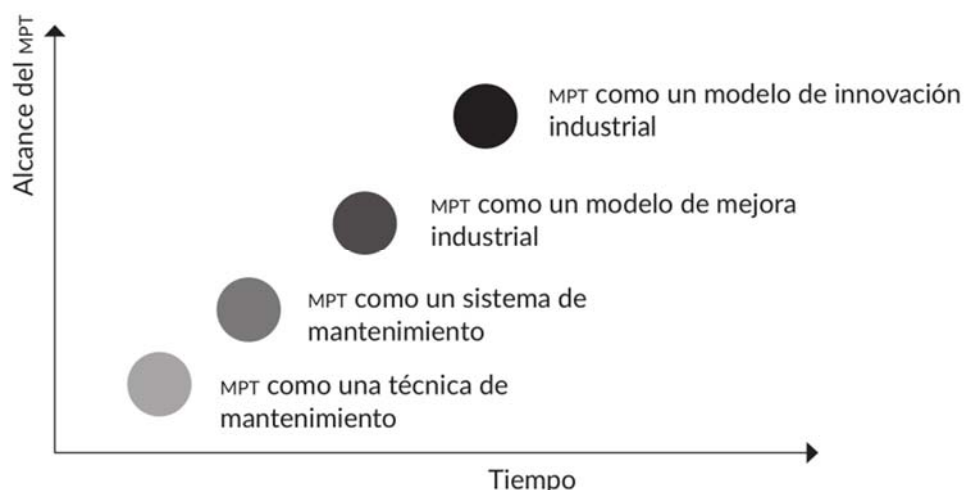 Alcance del MPT
MPT como un modelo de innovación
industrial
MPT como un modelo de mejora
industrial
MPT como un sistema de
mantenimiento
MPT como una técnica de
mantenimiento
Tiempo